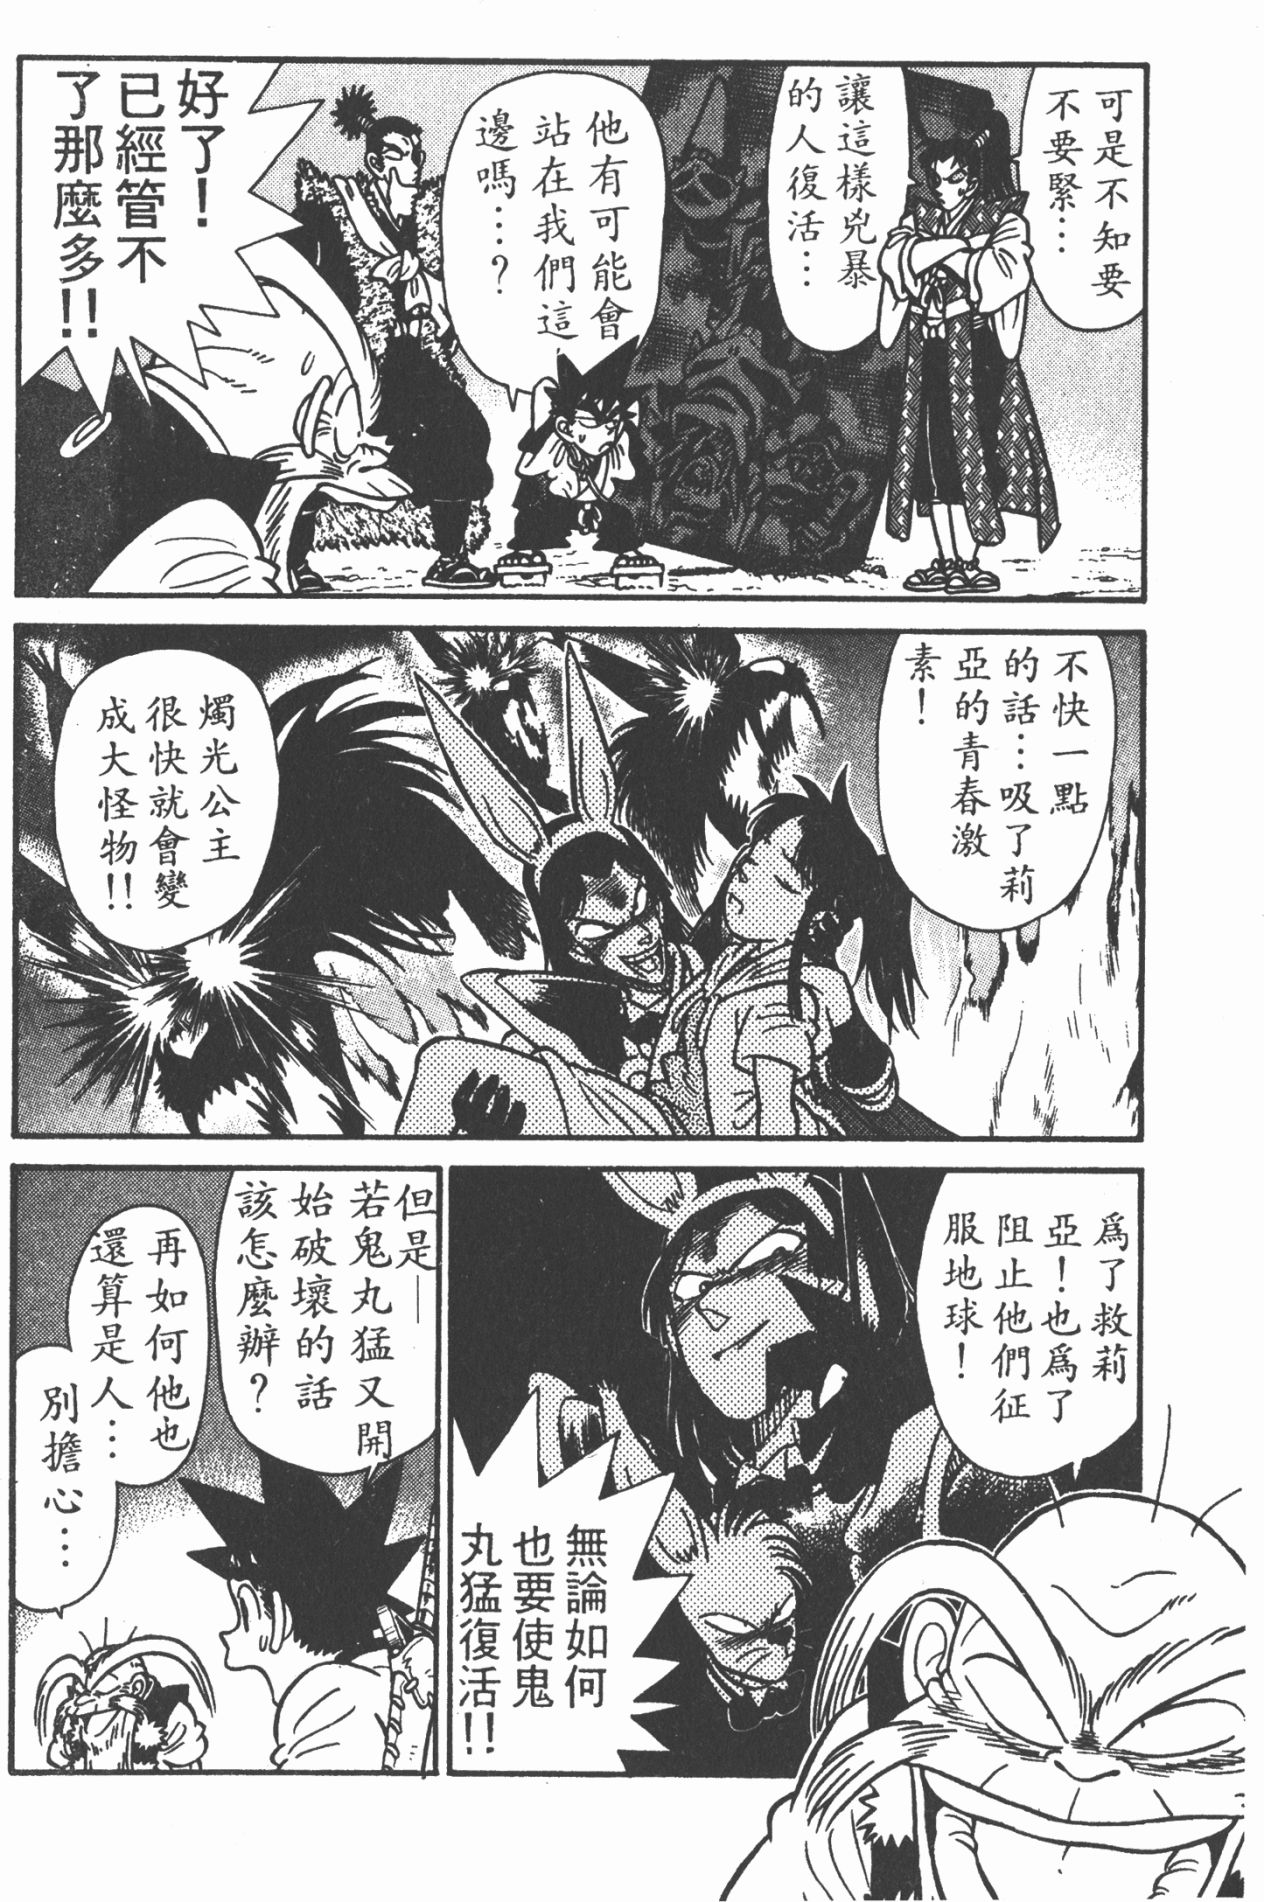 可是不知要
不要緊…
讓這樣兇暴
的人復活…
他有可能會
站在我們這
邊嗎…？
好了！
已經管不
了那麼多!!
不快一點
的話…吸了莉
亞的青春激
素！
燭光公主
很快就會變
成大怪物!!
爲了救莉
亞！也爲了
阻止他們征
服地球！
無論如何
也要使鬼
丸猛復活!!
但是——
若鬼丸猛又開
始破壞的話
該怎麼辦？
再如何他也
還算是人…
別擔心…